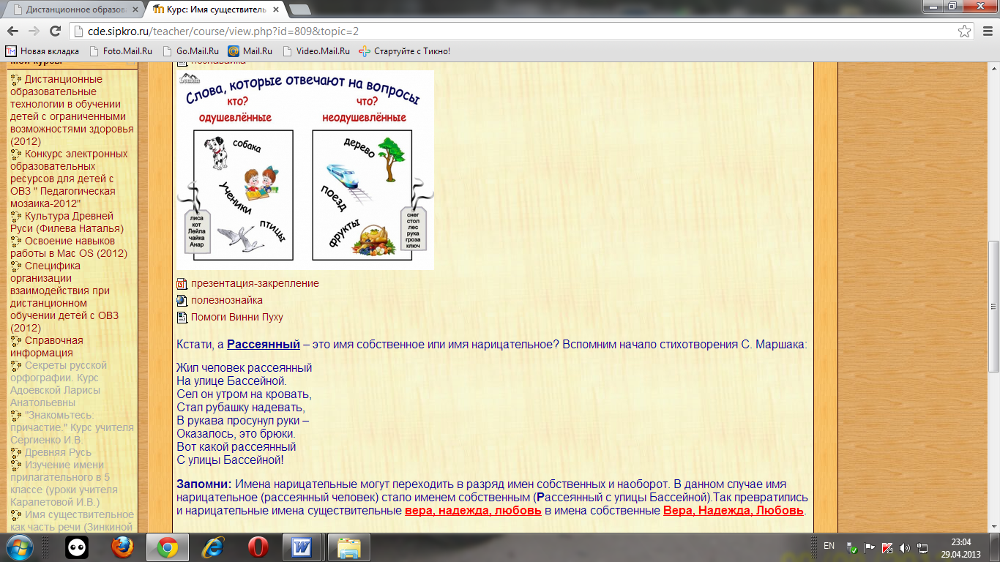 Дистанционное образова
Курс: Имя существитель
cde.sipkro.ru/teacher/course/view.php?id=809&topic=2
Новая вкладка
Foto.Mail.Ru
Go.Mail.Ru
Mail.Ru
Video.Mail.Ru
Стартуйте с Тикно!
Мои курсы
Дистанционные
образовательные
технологии в обучении
детей с ограниченными
возможностями здоровья
(2012)
Конкурс электронных
образовательных
ресурсов для детей с
ОВЗ " Педагогическая
мозаика-2012"
Культура Древней
Руси (Филева Наталья)
Освоение навыков
работы в Mac OS (2012)
Специфика
организации
взаимодействия при
дистанционном
обучении детей с ОВЗ
(2012)
Справочная
информация
Секреты русской
орфографии. Курс
Адоевской Ларисы
Анатольевны
"Знакомьтесь:
причастие." Курс учителя
Сергиенко И.В.
Древняя Русь
Изучение имени
прилагательного в 5
классе (уроки учителя
Карапетовой И.В.)
Имя существительное
как часть речи (Зинкиной
познавайка
Слова, которые отвечают на вопросы
кто?
одушевлённые
собака
ученики
птицы
лиса
кот
Лейла
чайка
Анар
что?
неодушевлённые
дерево
поезд
фрукты
снег
стол
лес
рука
гроза
ключ
презентация-закрепление
полезнознайка
Помоги Винни Пуху
Кстати, а Рассеянный – это имя собственное или имя нарицательное? Вспомним начало стихотворения С. Маршака:
Жил человек рассеянный
На улице Бассейной.
Сел он утром на кровать,
Стал рубашку надевать,
В рукава просунул руки –
Оказалось, это брюки.
Вот какой рассеянный
С улицы Бассейной!
Запомни: Имена нарицательные могут переходить в разряд имен собственных и наоборот. В данном случае имя
нарицательное (рассеянный человек) стало именем собственным (Рассеянный с улицы Бассейной).Так превратились
и нарицательные имена существительные вера, надежда, любовь в имена собственные Вера, Надежда, Любовь.
EN
23:04
29.04.2013